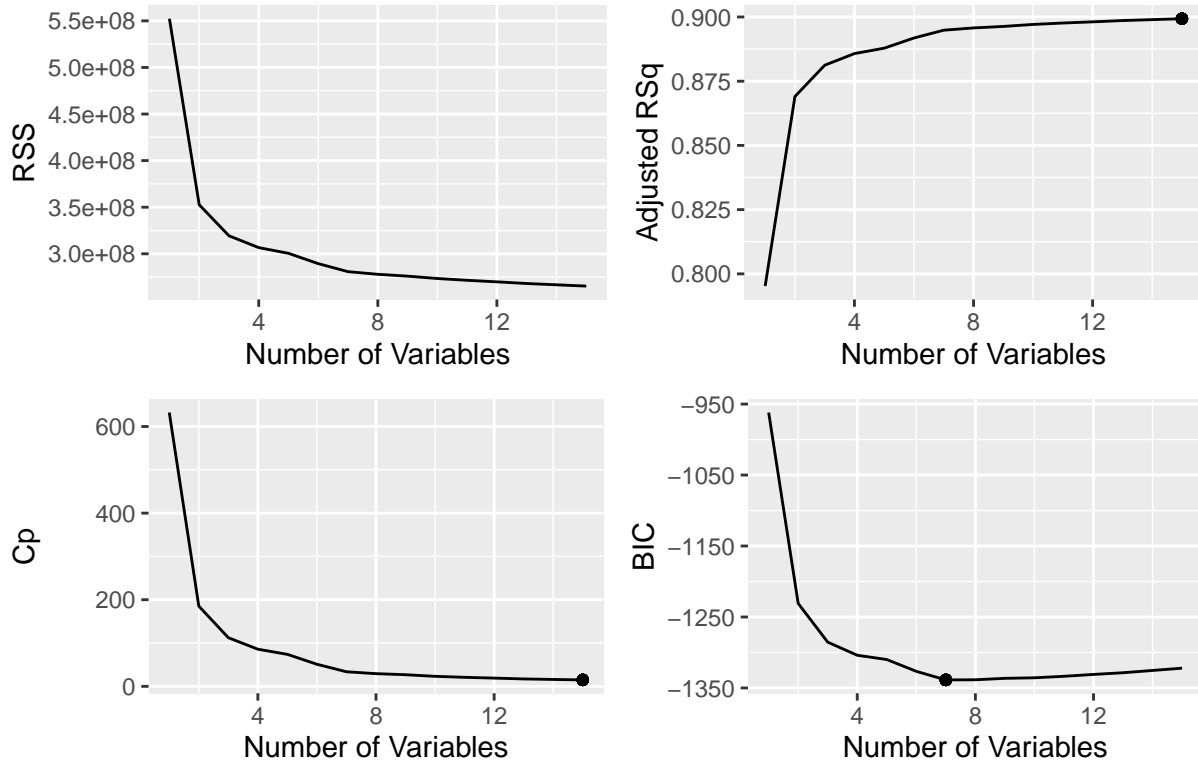 5.5e+08
5.0e+08
4.5e+08
4.0e+08
3.5e+08
3.0e+08
RSS
4
8
12
Number of Variables
0.900
0.875
0.850
0.825
0.800
Adjusted RSq
4
8
12
Number of Variables
600
400
200
0
Cp
4
8
12
Number of Variables
−950
−1050
−1150
−1250
−1350
BIC
4
8
12
Number of Variables